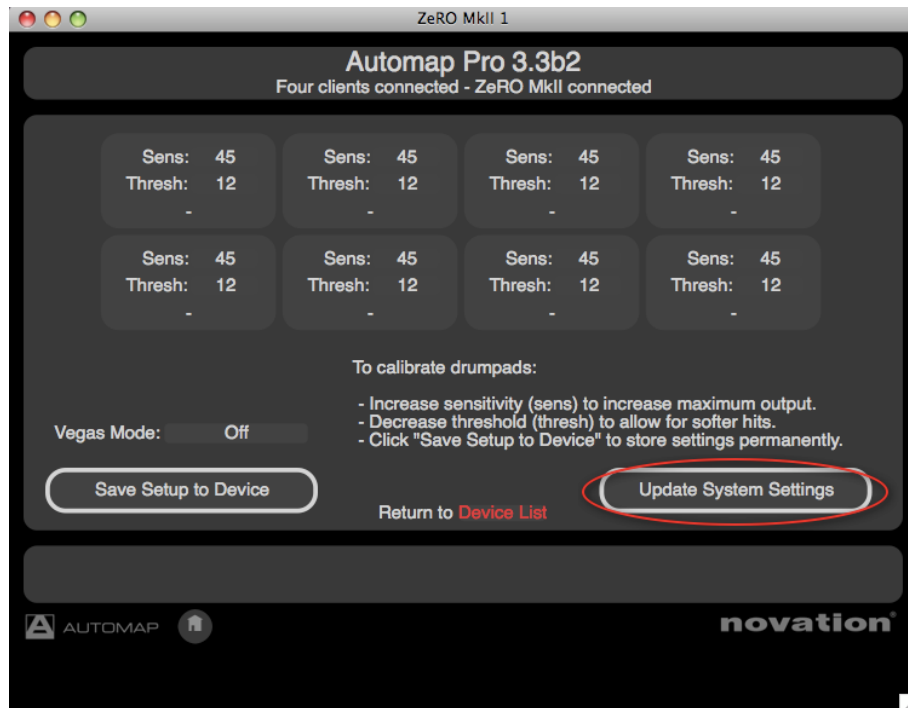 ZeRO MkII 1
Automap Pro 3.3b2
Four clients connected - ZeRO MkII connected
Sens: 45 Sens: 45 Sens: 45 Sens: 45
Thresh: 12 Thresh: 12 Thresh: 12 Thresh: 12
- - - -
Sens: 45 Sens: 45 Sens: 45 Sens: 45
Thresh: 12 Thresh: 12 Thresh: 12 Thresh: 12
- - - -
To calibrate drumpads:
- Increase sensitivity (sens) to increase maximum output.
- Decrease threshold (thresh) to allow for softer hits.
- Click "Save Setup to Device" to store settings permanently.
Vegas Mode: Off
Save Setup to Device
Update System Settings
Return to Device List
A AUTOMAP
novation®